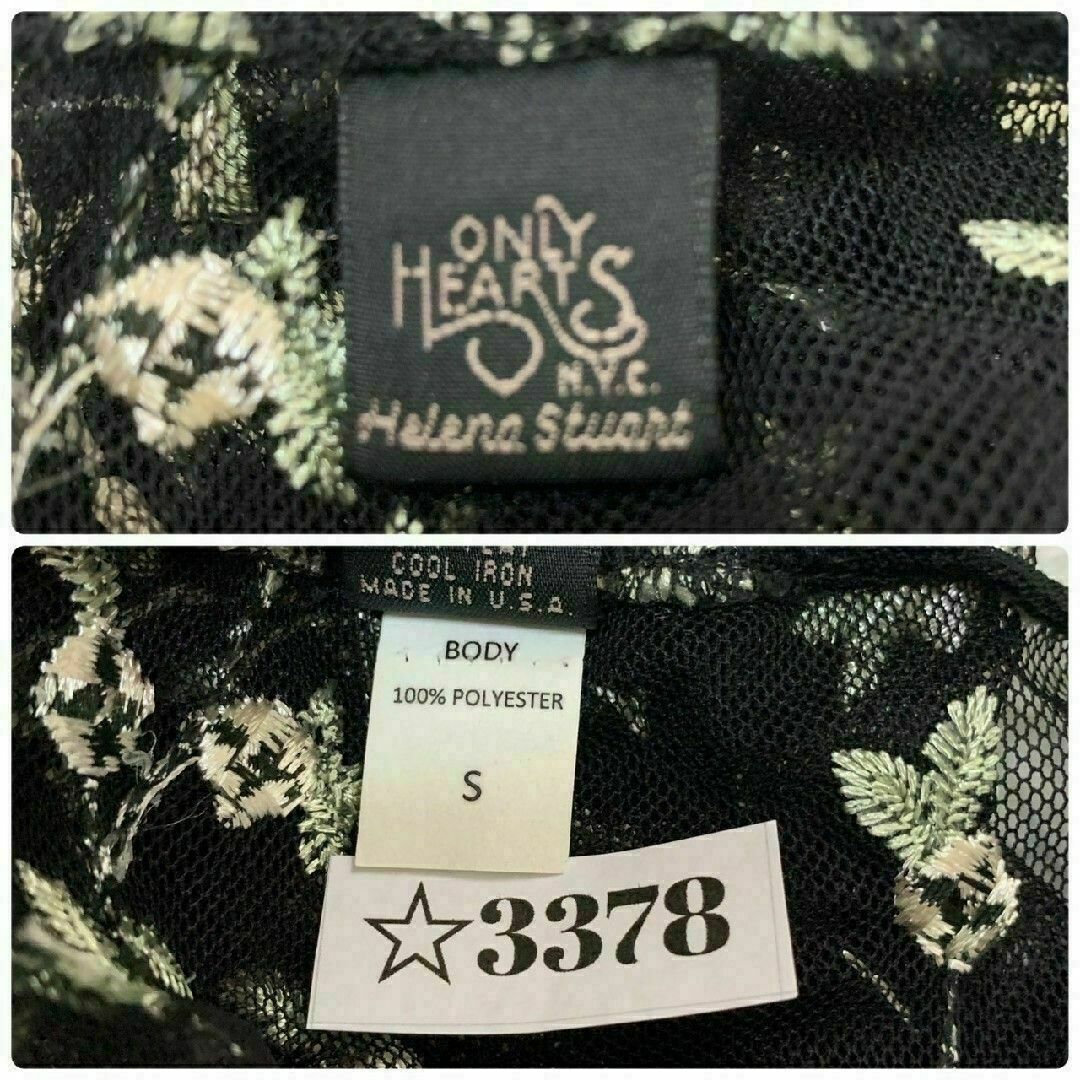 ONLY
HEARTS
N.Y.C.
Helena Stuart
COOL IRON
MADE IN U.S.A
BODY
100% POLYESTER
S
☆3378